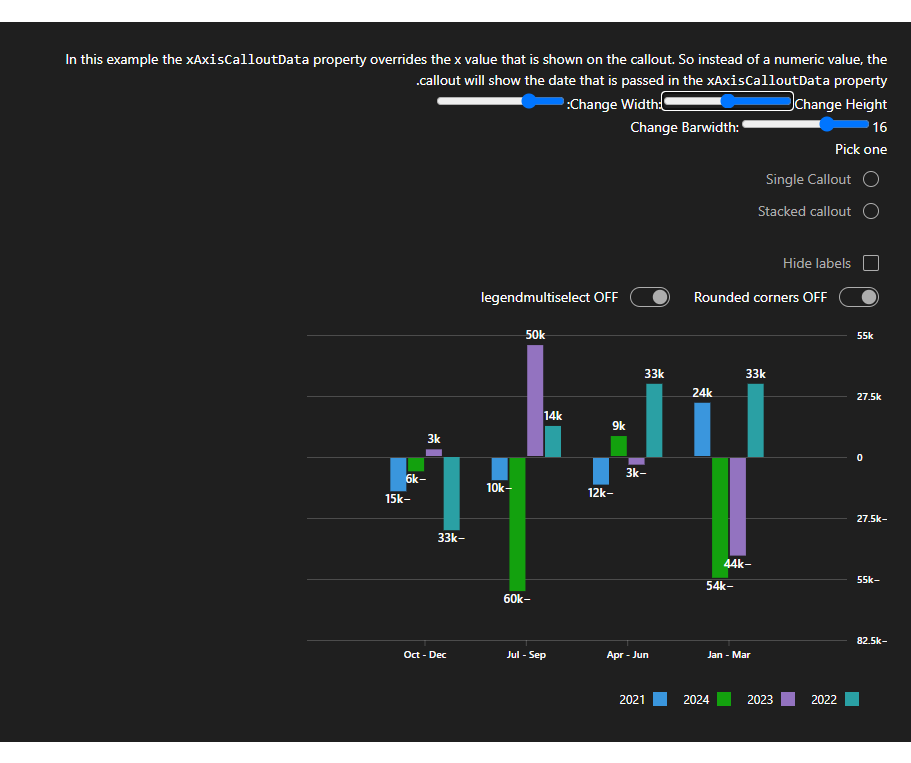 In this example the xAxisCalloutData property overrides the x value that is shown on the callout. So instead of a numeric value, the
.callout will show the date that is passed in the xAxisCalloutData property
:Change Width: Change Height
Change Barwidth: 16
Pick one
Single Callout
Stacked callout
Hide labels
legendmultiselect OFF Rounded corners OFF
50k 55k
3k 14k 9k 33k 24k 33k
27.5k
0
15k− 6k− 33k− 10k− 60k− 12k− 3k− 54k− 44k−
27.5k−
55k−
82.5k−
Oct - Dec Jul - Sep Apr - Jun Jan - Mar
2021 2024 2023 2022